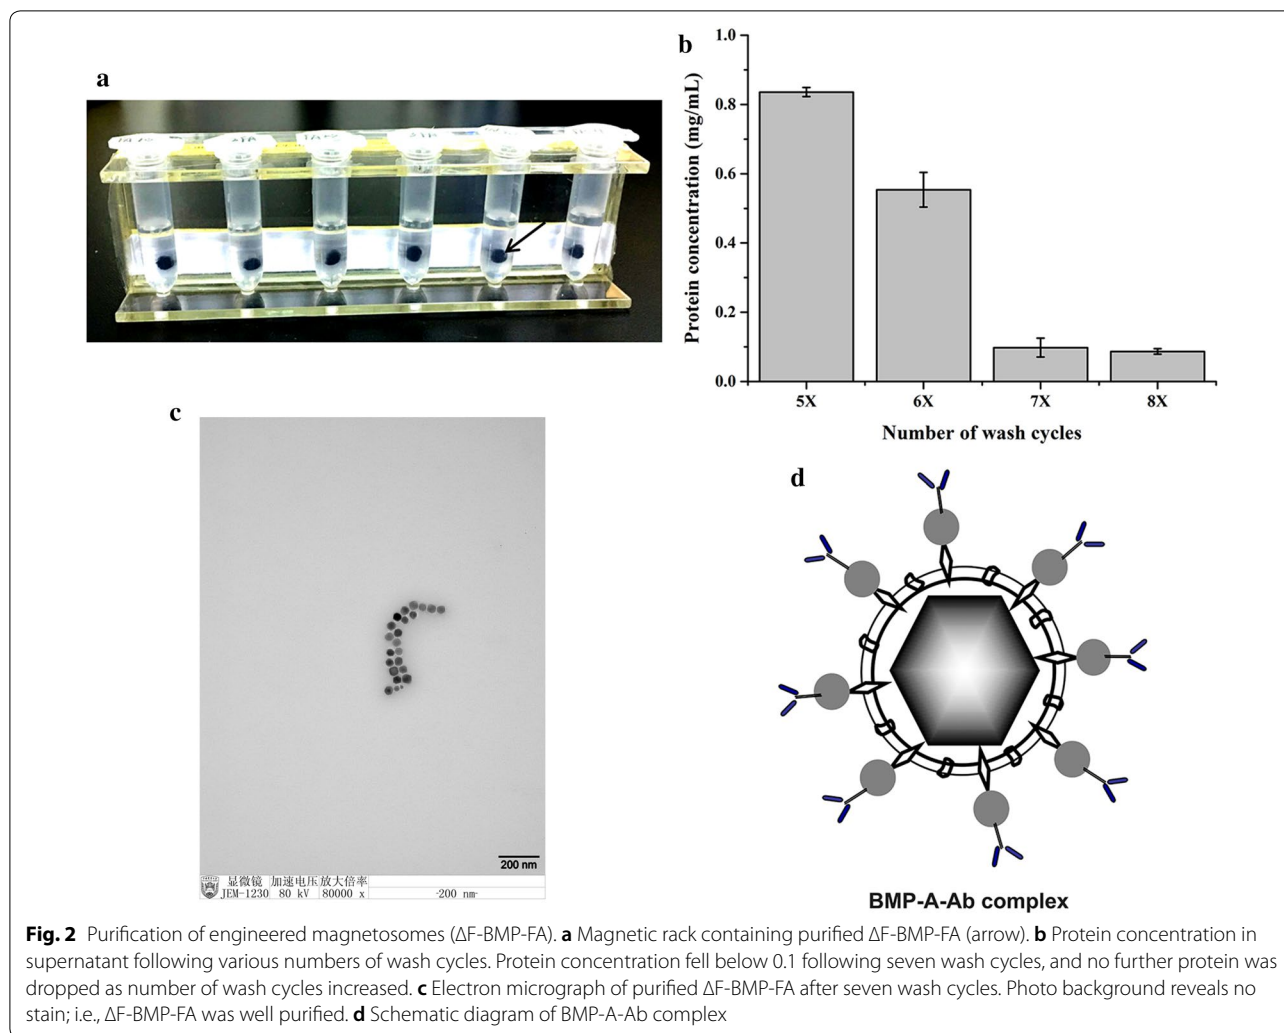 a
b
Protein concentration (mg/mL)
1.0
0.8
0.6
0.4
0.2
0.0
5X 6X 7X 8X
Number of wash cycles
c
200 nm
显微镜 加速电压 放大倍率
JEM-1230 80 kV 80000 x -200 nm-
d
BMP-A-Ab complex
Fig. 2 Purification of engineered magnetosomes (ΔF-BMP-FA). a Magnetic rack containing purified ΔF-BMP-FA (arrow). b Protein concentration in
supernatant following various numbers of wash cycles. Protein concentration fell below 0.1 following seven wash cycles, and no further protein was
dropped as number of wash cycles increased. c Electron micrograph of purified ΔF-BMP-FA after seven wash cycles. Photo background reveals no
stain; i.e., ΔF-BMP-FA was well purified. d Schematic diagram of BMP-A-Ab complex